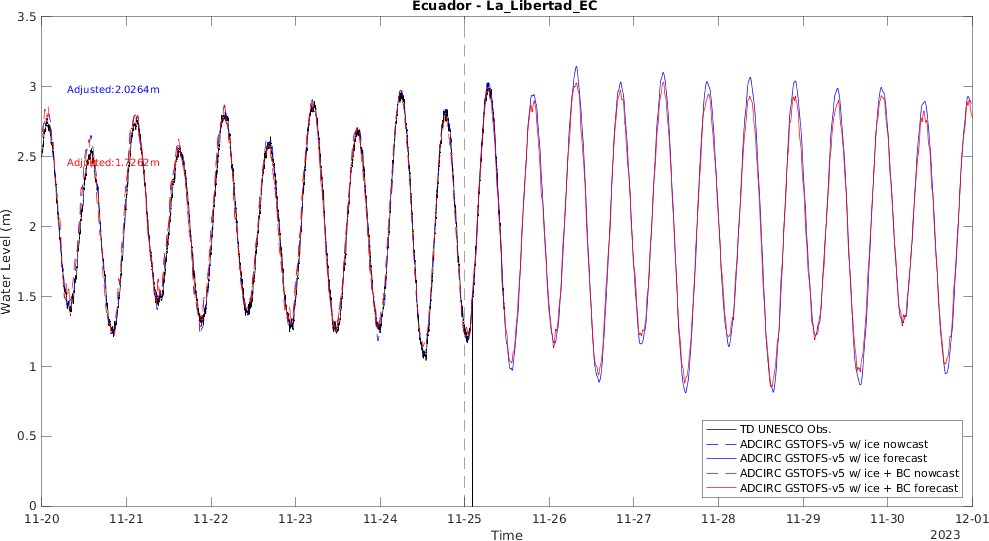 Ecuador - La_Libertad_EC
3.5
3
2.5
2
1.5
1
0.5
0
Water Level (m)
Adjusted:2.0264m
Adjusted:1.7262m
TD UNESCO Obs.
ADCIRC GSTOFS-v5 w/ ice nowcast
ADCIRC GSTOFS-v5 w/ ice forecast
ADCIRC GSTOFS-v5 w/ ice + BC nowcast
ADCIRC GSTOFS-v5 w/ ice + BC forecast
11-20 11-21 11-22 11-23 11-24 11-25 11-26 11-27 11-28 11-29 11-30 12-01
Time
2023